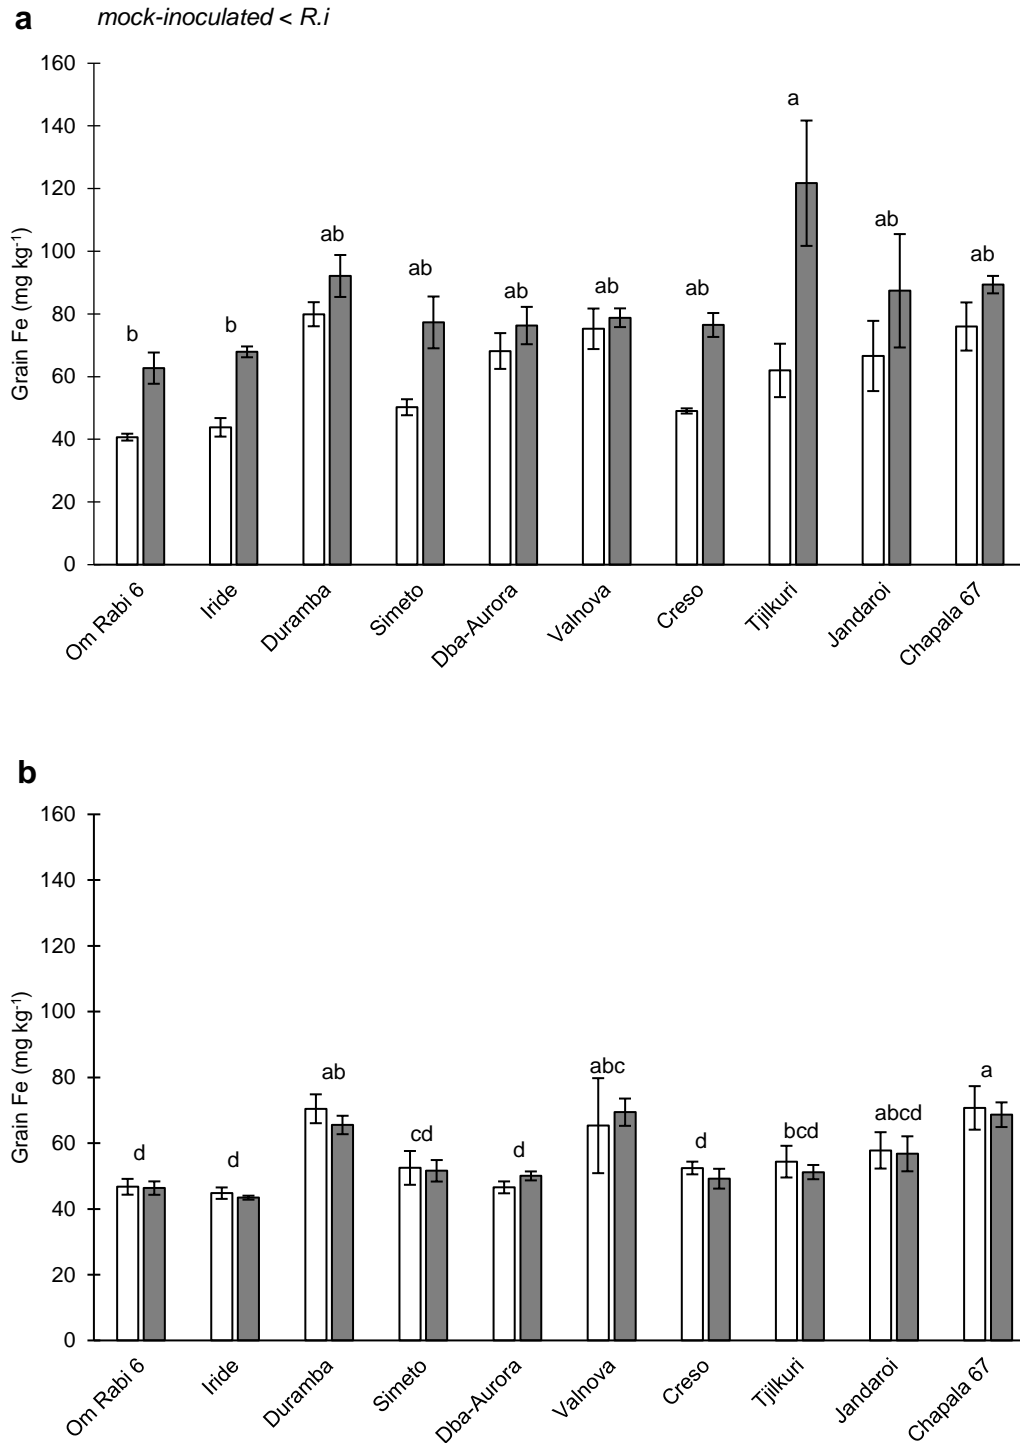 a mock-inoculated < R.i
160
140
120
100
80
60
40
20
0
Grain Fe (mg kg-1)
b b ab ab ab ab ab a ab ab
Om Rabi 6 Iride Duramba Simeto Dba-Aurora Valnova Creso Tjilkuri Jandaroi Chapala 67
b
160
140
120
100
80
60
40
20
0
Grain Fe (mg kg-1)
d d ab cd d abc d bcd abcd a
Om Rabi 6 Iride Duramba Simeto Dba-Aurora Valnova Creso Tjilkuri Jandaroi Chapala 67